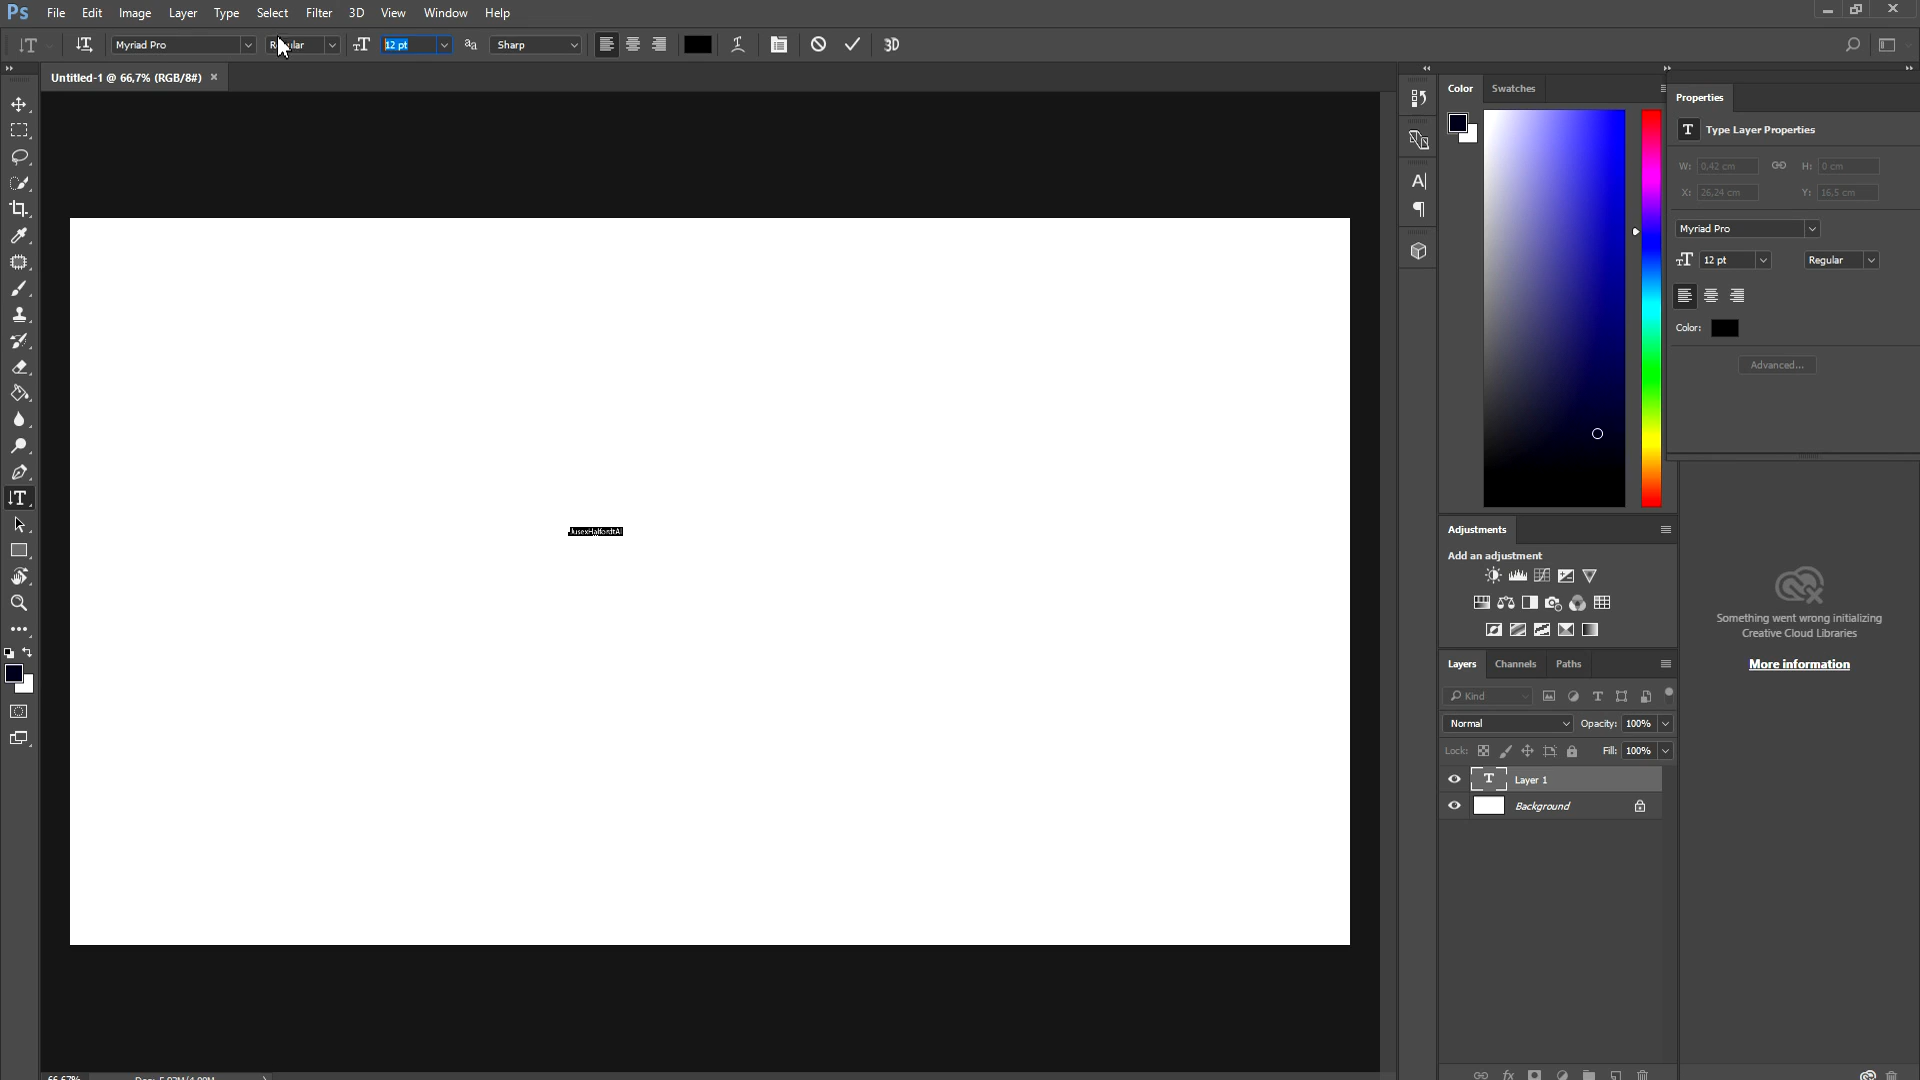 Ps File Edit Image Layer Type Select Filter 3D View Window Help
Myriad Pro 12 pt Sharp 3D
Untitled-1 @ 66,7% (RGB/8#) ×
Color Swatches
Properties
T Type Layer Properties
W: 0,42 cm H: 0 cm
X: 26,24 cm Y: 16,5 cm
Myriad Pro
12 pt Regular
Color:
Advanced...
Adjustments
Add an adjustment
Something went wrong initializing
Creative Cloud Libraries
More information
Layers Channels Paths
Kind
Normal Opacity: 100%
Lock: Fill: 100%
T Layer 1
Background
66,67%